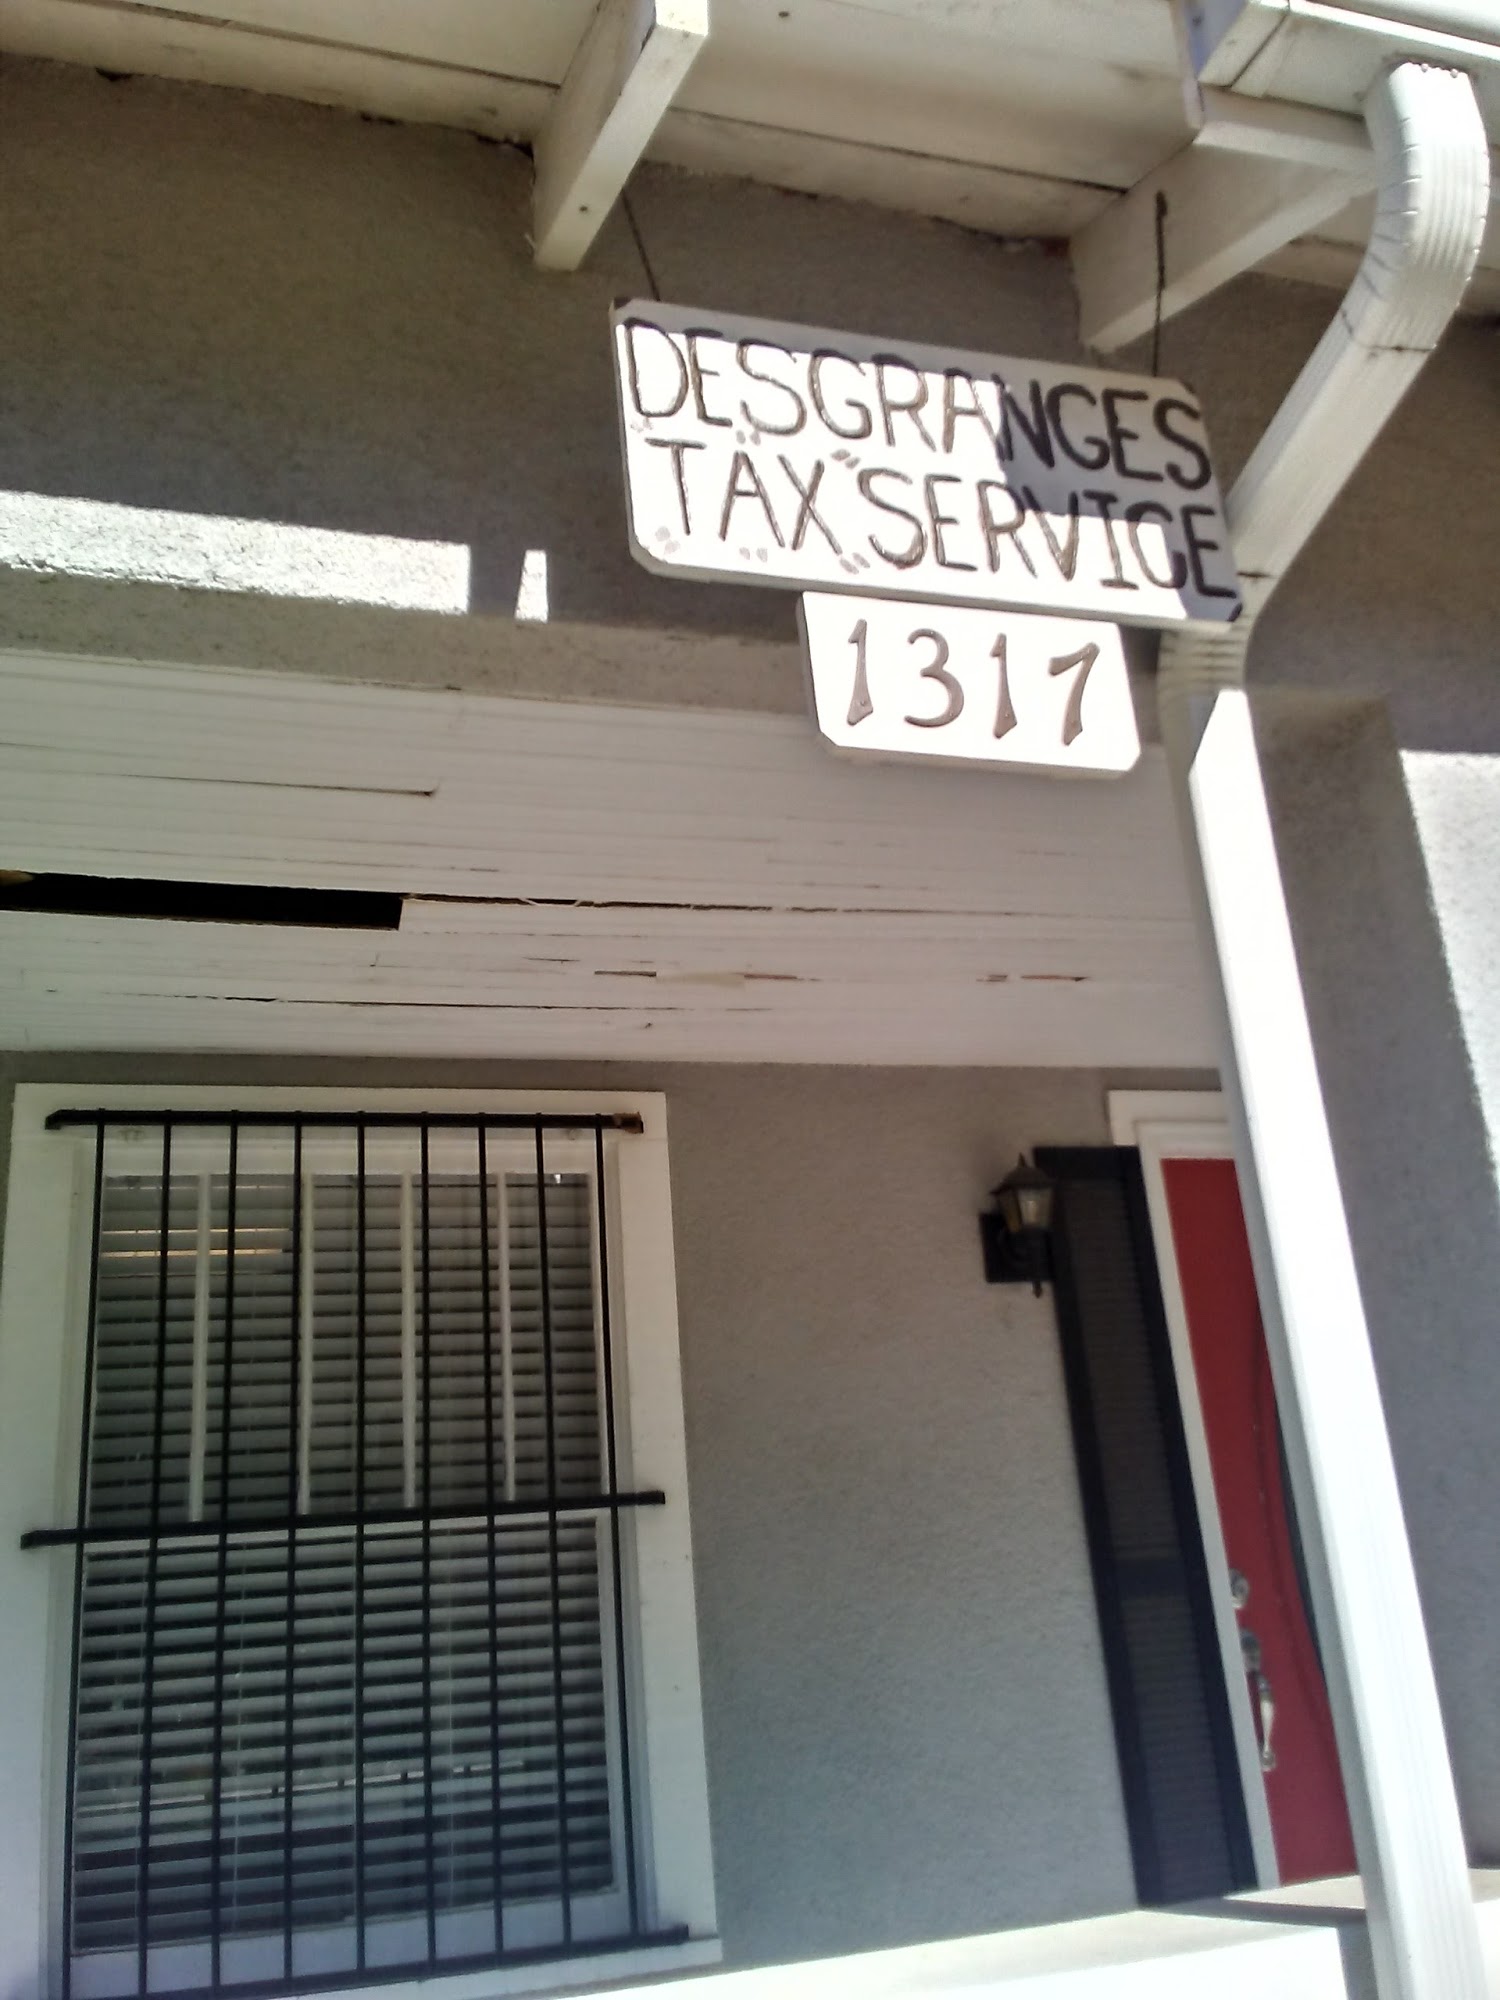 DESGRANGES
"TAX" SERVICE
1317